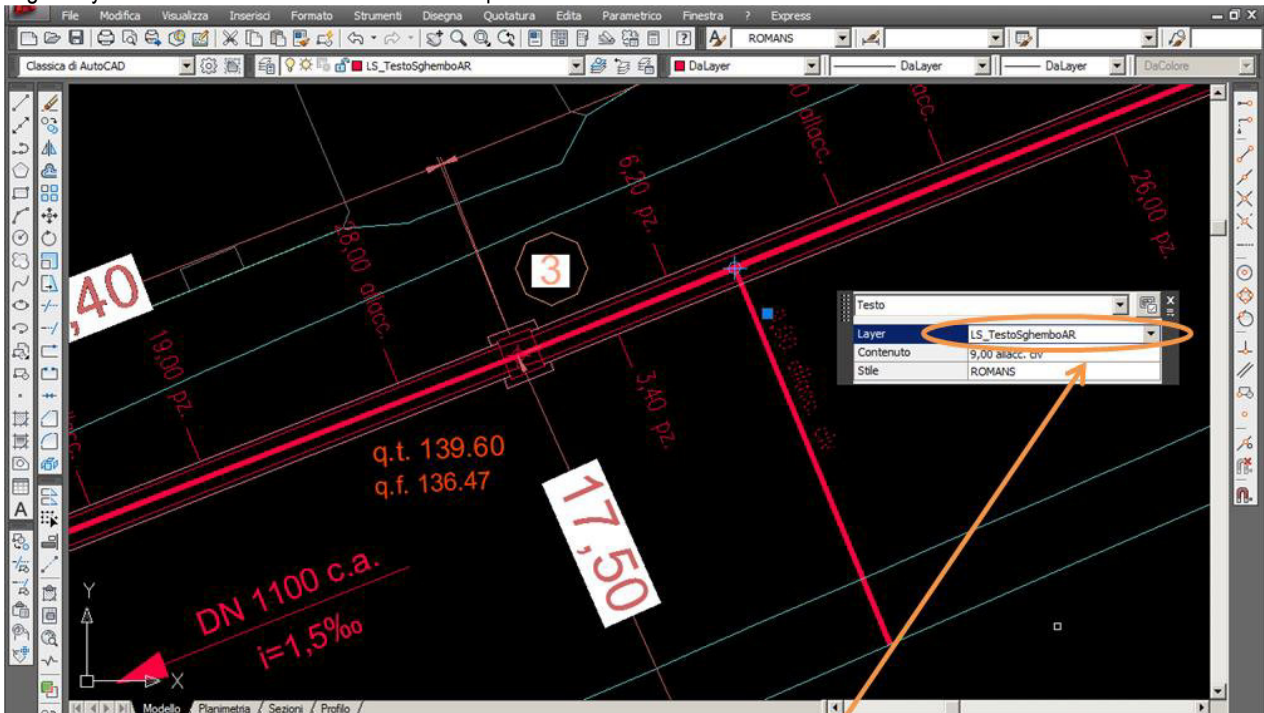 File Modifica Visualizza Inserisci Formato Strumenti Disegna Quotatura Edita Parametrico Finestra ? Express
ROMANS
Classica di AutoCAD LS_TestoSghemboAR DaLayer DaLayer DaLayer DaColore
allacc.
acc.
6,20 pz.
26,00 pz.
28,00 allacc.
3
,40
Testo
Layer LS_TestoSghemboAR
Contenuto 9,00 allacc. civ
Stile ROMANS
19,00 pz.
3,40 pz.
q.t. 139.60
q.f. 136.47
17,50
DN 1100 c.a.
i=1,5‰
Y
X
A
Modello Planimetria Sezioni Profilo